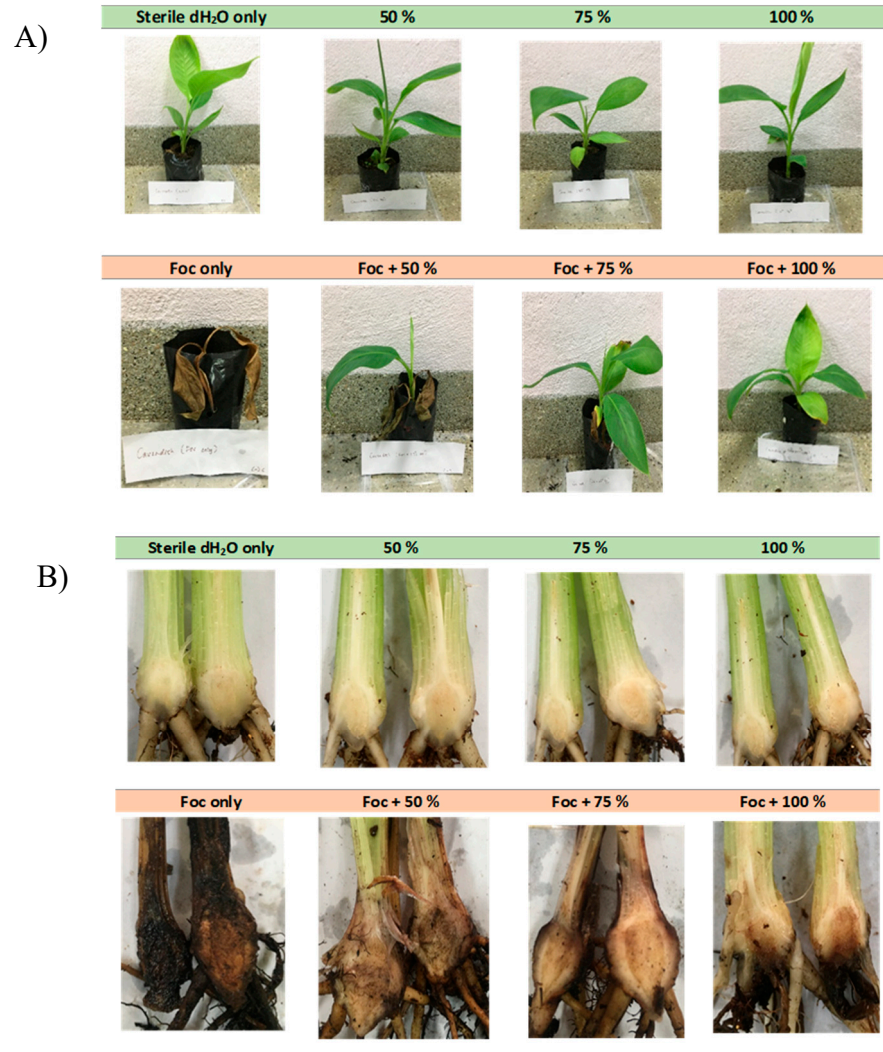 A)
Sterile dH₂O only 50 % 75 % 100 %
Foc only Foc + 50 % Foc + 75 % Foc + 100 %
Cavendish (Foc only)
B)
Sterile dH₂O only 50 % 75 % 100 %
Foc only Foc + 50 % Foc + 75 % Foc + 100 %